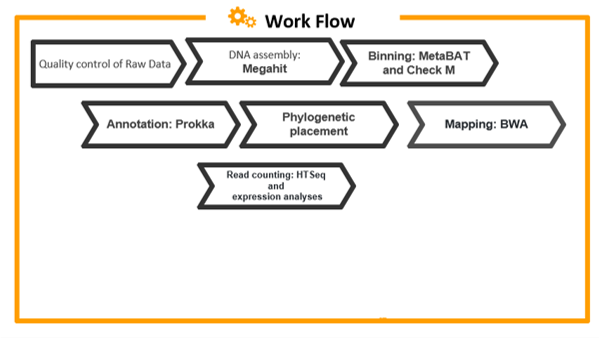 Work Flow
Quality control of Raw Data
DNA assembly:
Megahit
Binning: MetaBAT
and Check M
Annotation: Prokka
Phylogenetic
placement
Mapping: BWA
Read counting: HTSeq
and
expression analyses